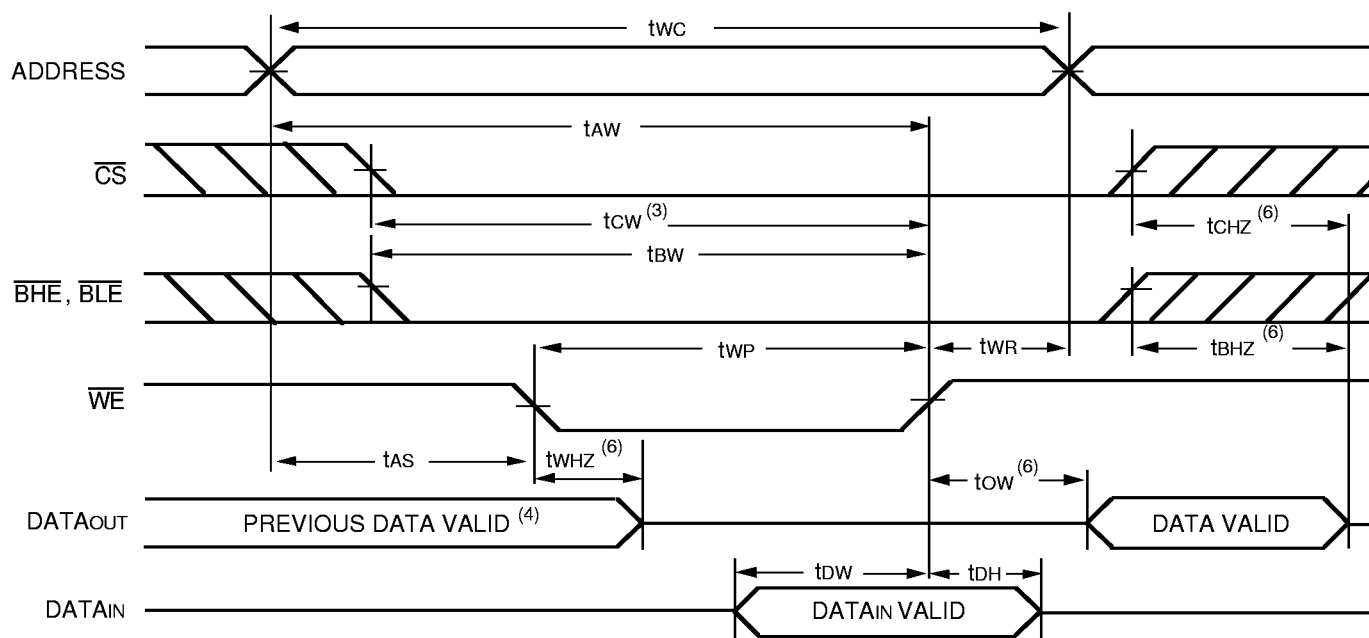 tWC
ADDRESS
tAW
CS
tCW (3)
tCHZ (6)
tBW
BHE, BLE
tWP
tWR
tBHZ (6)
WE
tAS
tWHZ (6)
tOW (6)
DATAOUT
PREVIOUS DATA VALID (4)
DATA VALID
tDW
tDH
DATAIN
DATAIN VALID